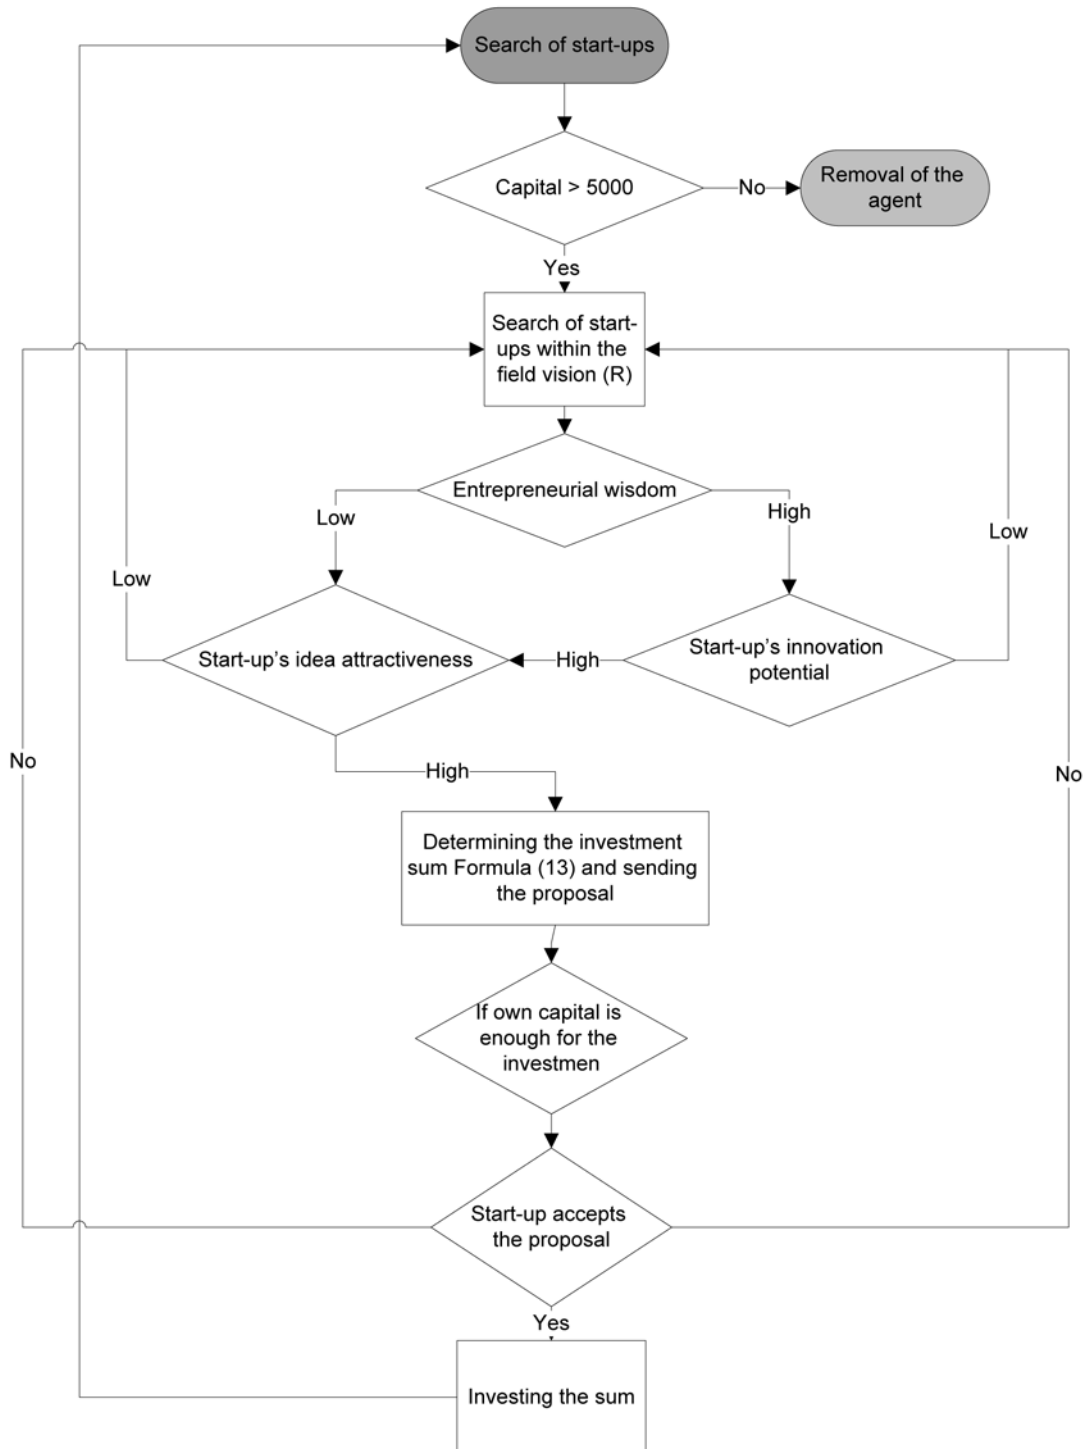 Search of start-ups
Capital > 5000
No
Removal of the
agent
Yes
Search of start-
ups within the
field vision (R)
Entrepreneurial wisdom
Low
High
Low
Low
Start-up's idea attractiveness
High
Start-up's innovation
potential
No
High
No
Determining the investment
sum Formula (13) and sending
the proposal
If own capital is
enough for the
investmen
Start-up accepts
the proposal
Yes
Investing the sum